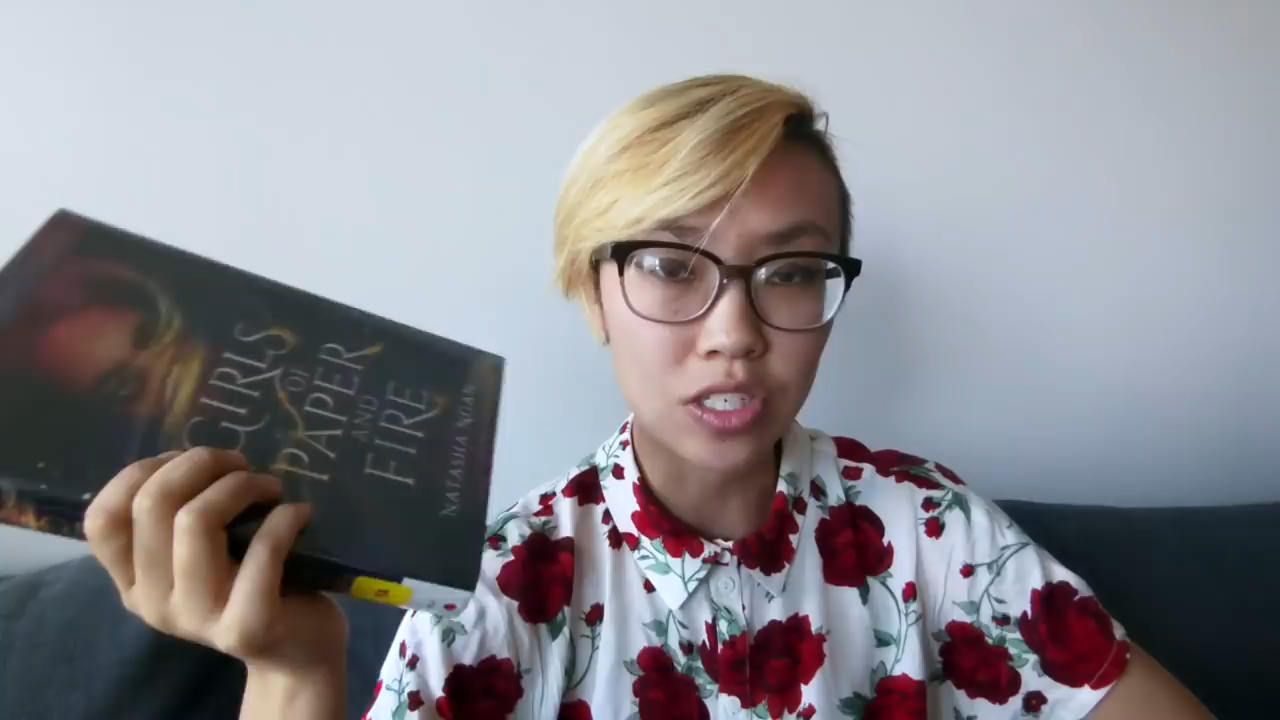 GIRLS
OF
PAPER
AND
FIRE
NATASHA NGAN